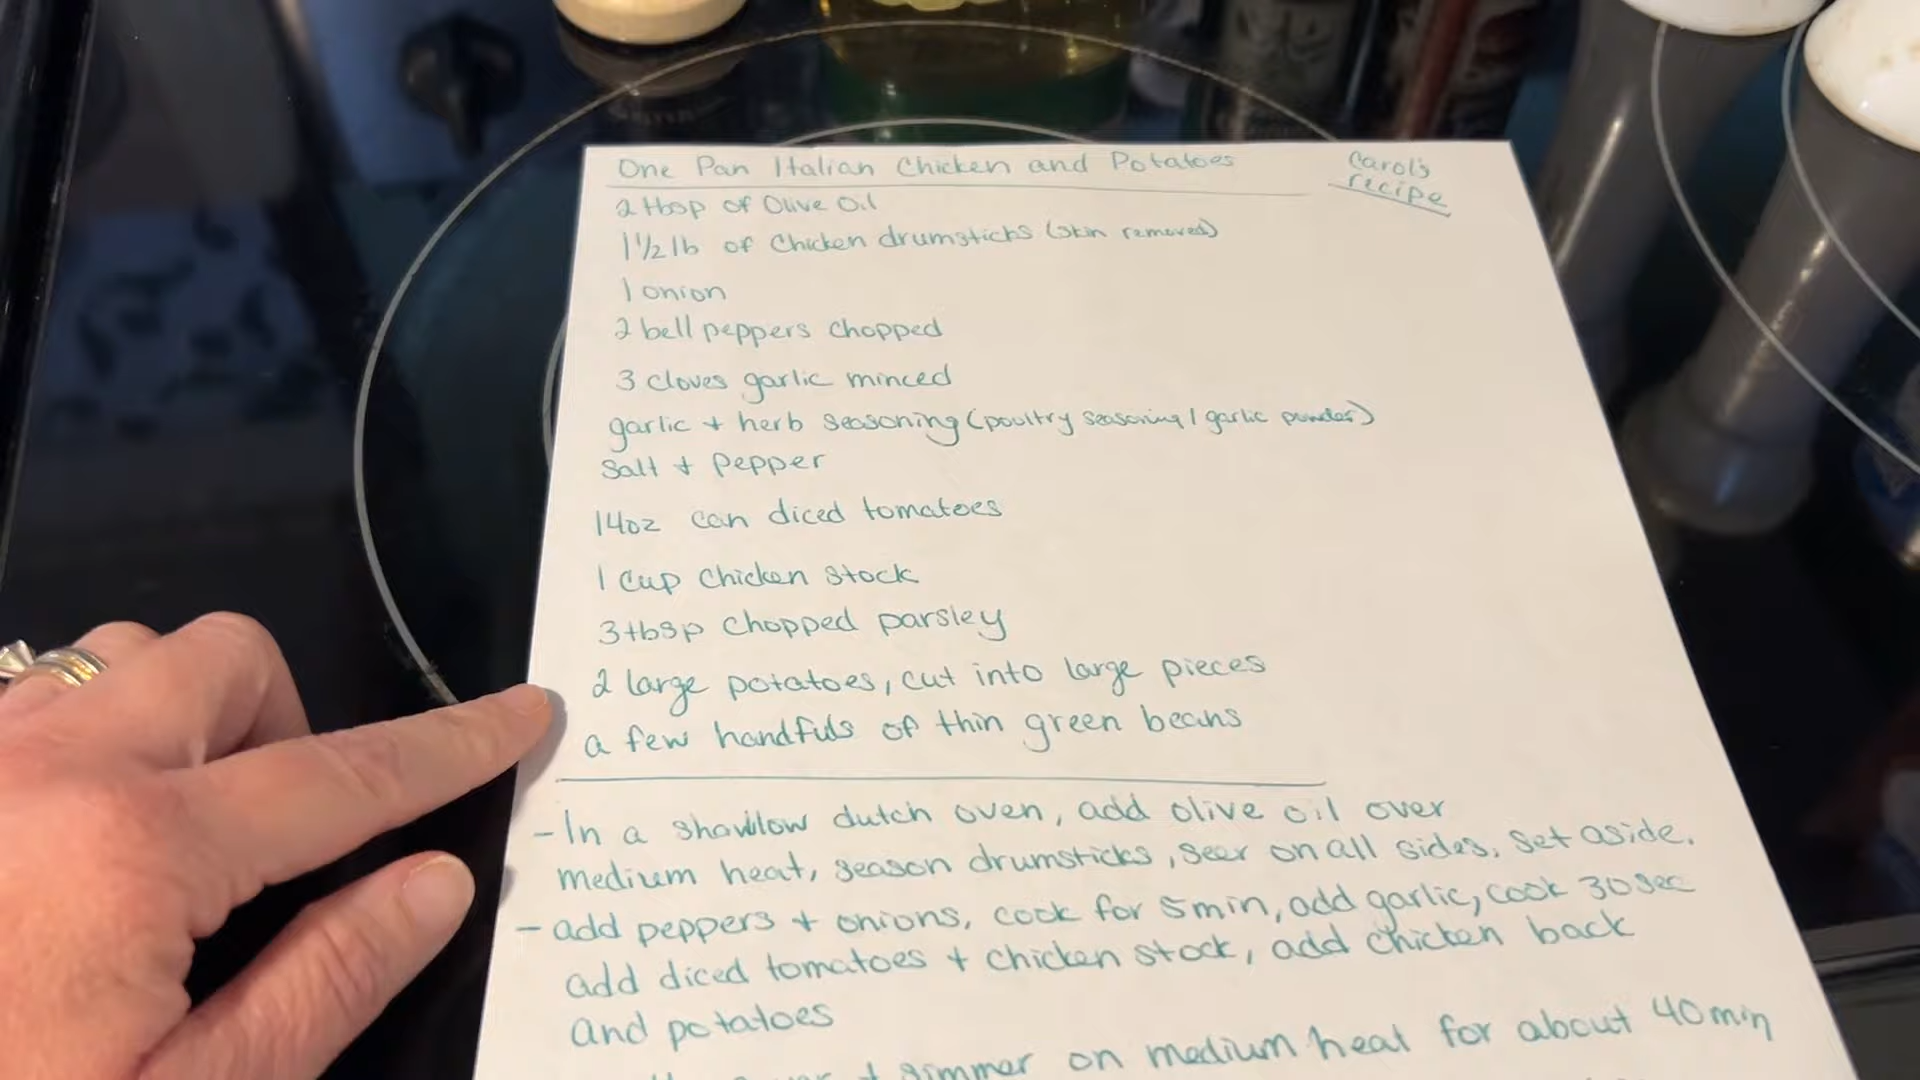 One Pan Italian Chicken and Potatoes
Carol's
recipe
2 tbsp of Olive Oil
1 1/2 lb of Chicken drumsticks (skin removed)
1 onion
2 bell peppers chopped
3 cloves garlic minced
garlic + herb seasoning (poultry seasoning / garlic powder)
Salt + Pepper
14oz can diced tomatoes
1 cup chicken stock
3 tbsp chopped parsley
2 large potatoes, cut into large pieces
a few handfuls of thin green beans
- In a shallow dutch oven, add olive oil over
medium heat, season drumsticks, sear on all sides. Set aside.
- add peppers + onions, cook for 5 min, add garlic, cook 30 sec
add diced tomatoes + chicken stock, add chicken back
and potatoes
+ simmer on medium heat for about 40 min